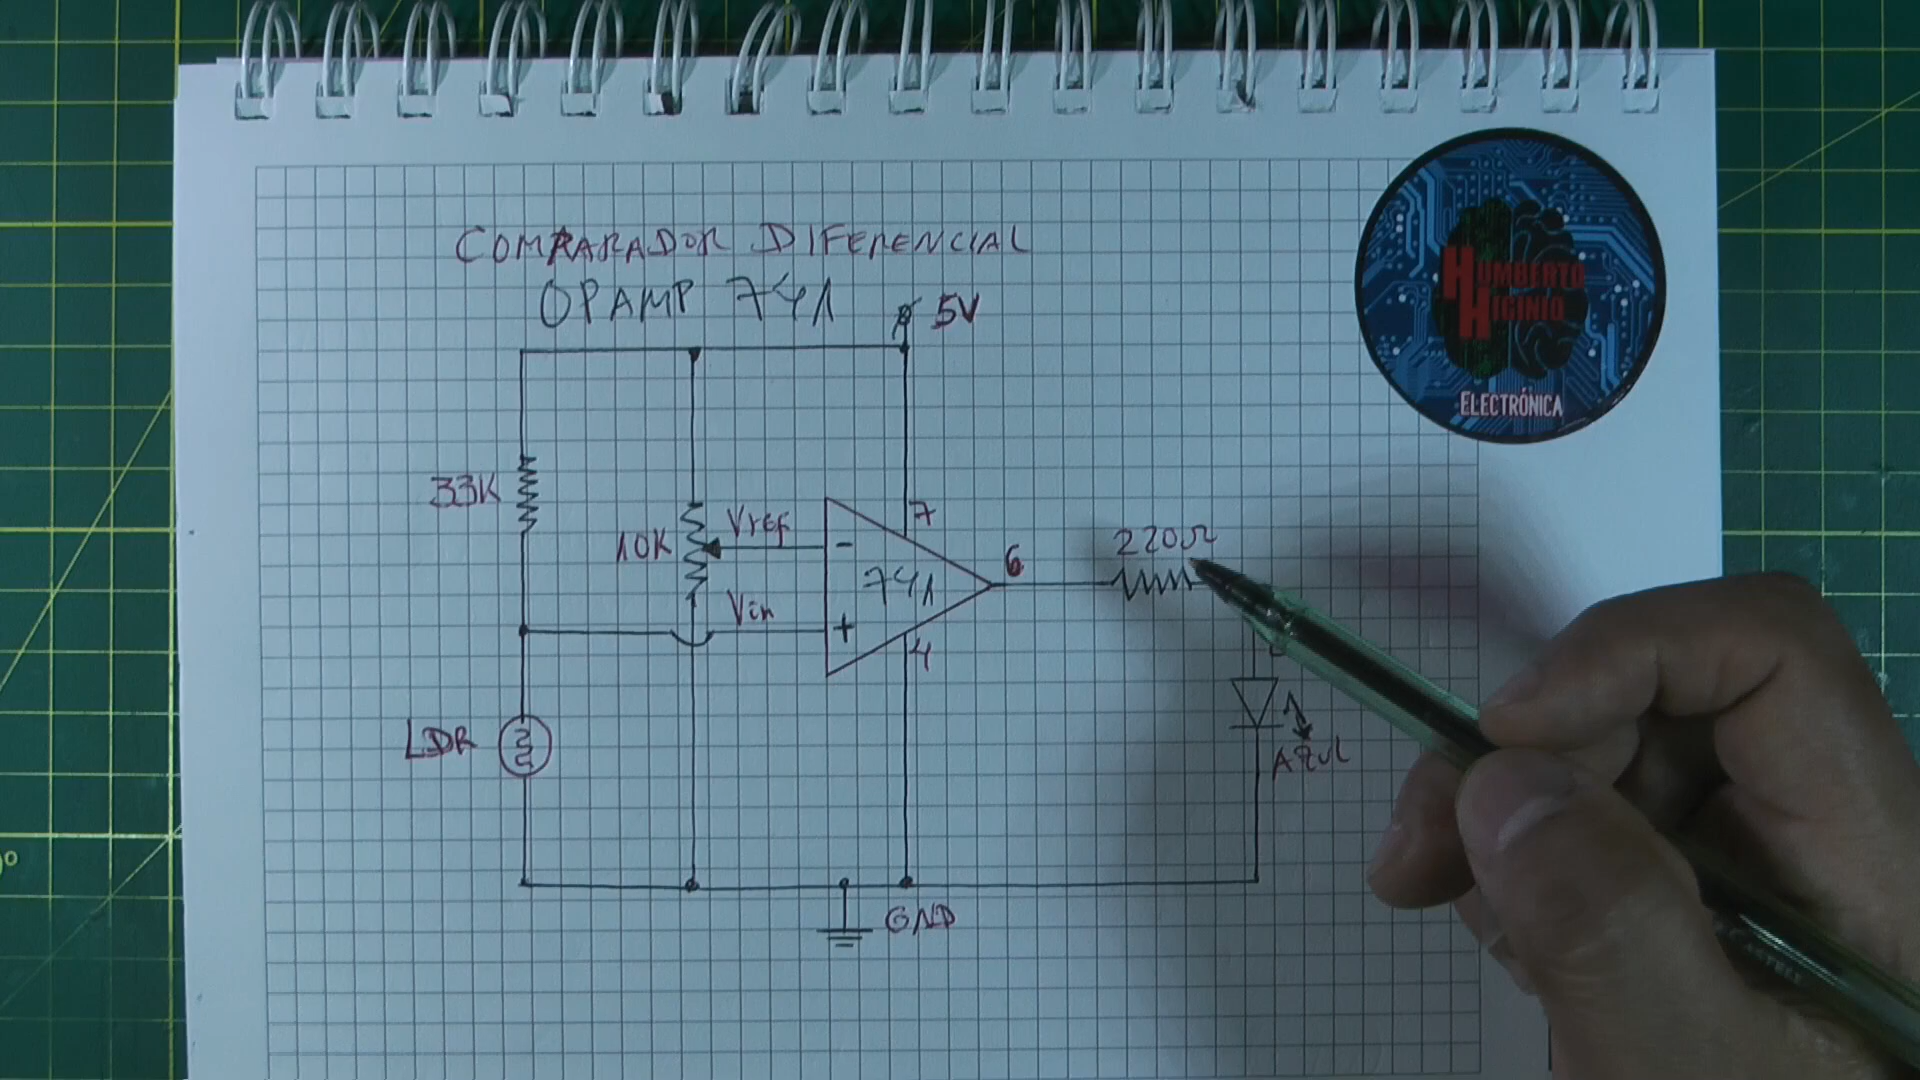 COMPARADOR DIFERENCIAL
OPAMP 741
5V
HUMBERTO
HIGINIO
ELECTRÓNICA
33K
7
Vref
10K
-
6
220Ω
741
Vin
+
4
LDR
AZUL
GND